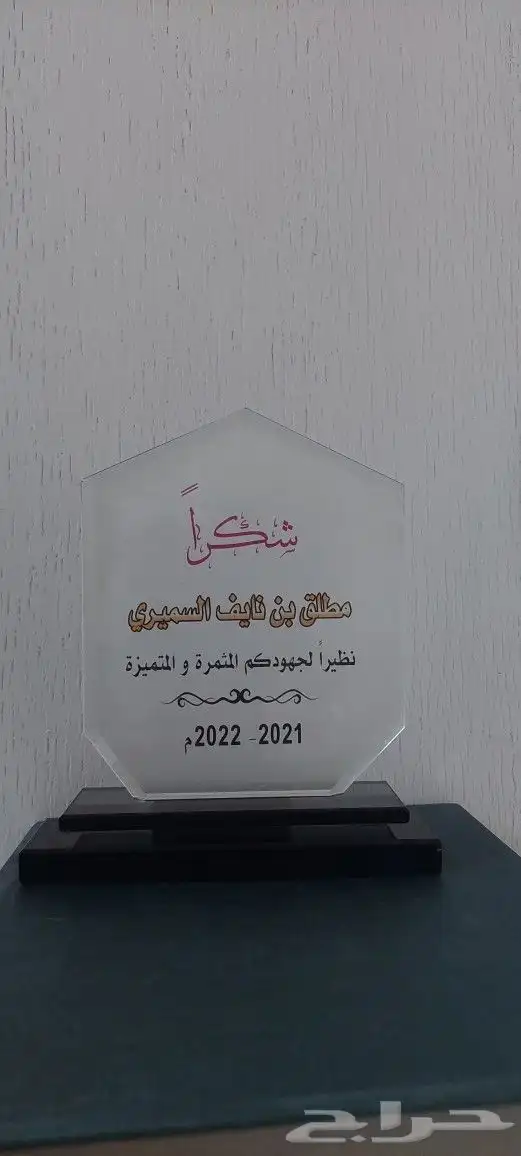 شكراً
مطلق بن نايف السميري
نظيراً لجهودكم المثمرة و المتميزة
2021- 2022م
حراج